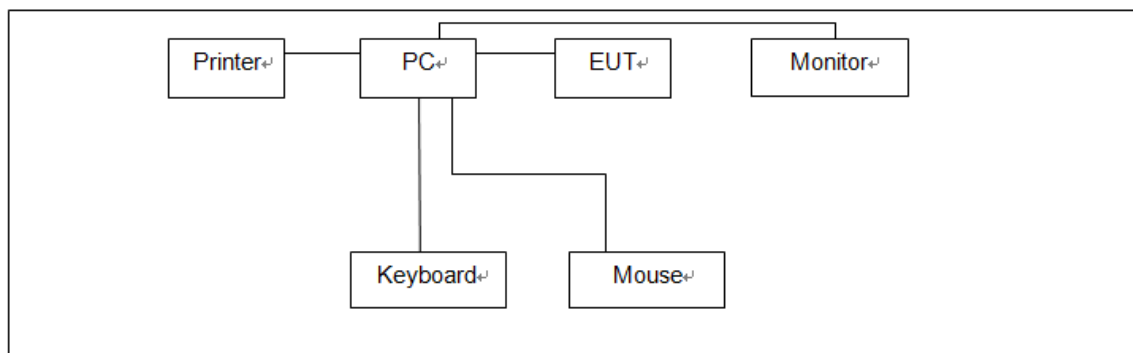 Printer
PC
EUT
Monitor
Keyboard
Mouse